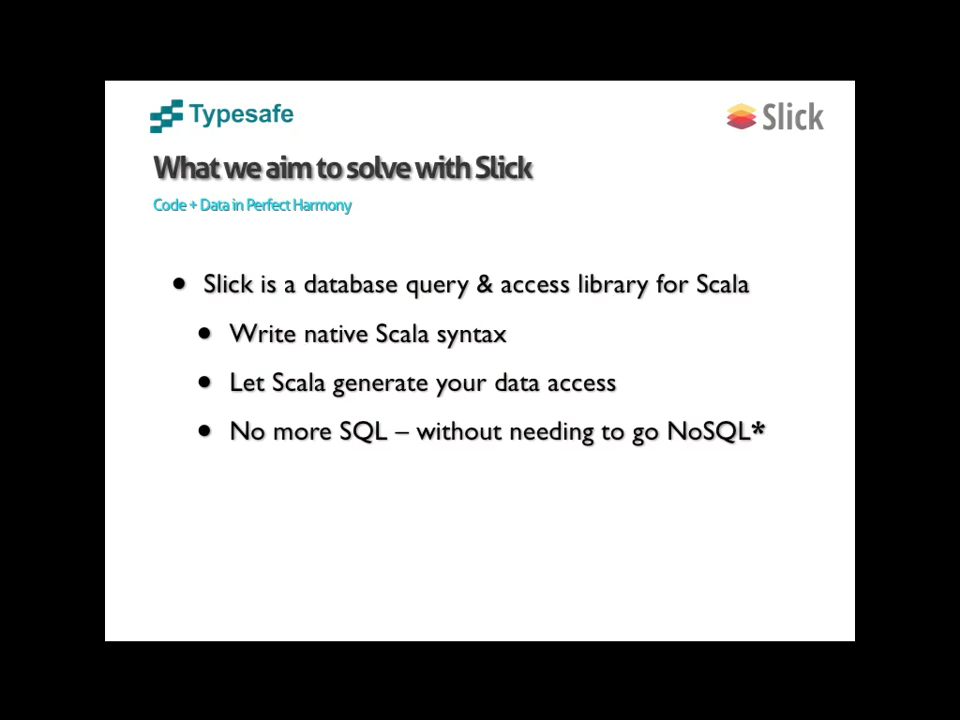 Typesafe
Slick
What we aim to solve with Slick
Code + Data in Perfect Harmony
• Slick is a database query & access library for Scala
• Write native Scala syntax
• Let Scala generate your data access
• No more SQL – without needing to go NoSQL*